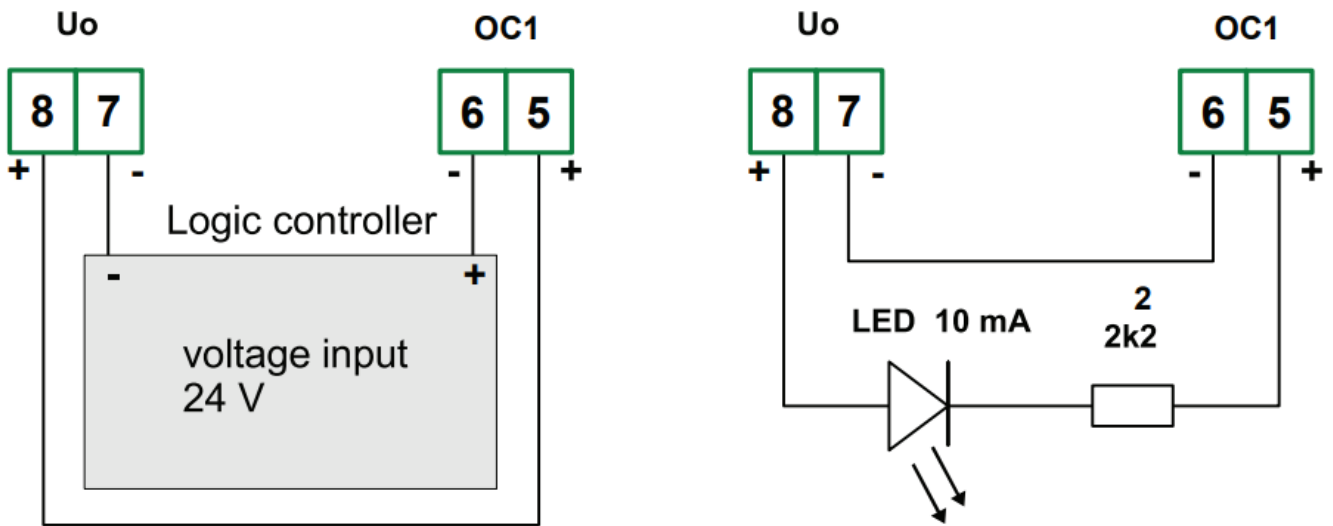 Uo
OC1
8 7
6 5
+ -
- +
Logic controller
- +
voltage input
24 V
Uo
OC1
8 7
6 5
+ -
- +
LED 10 mA
2
2k2